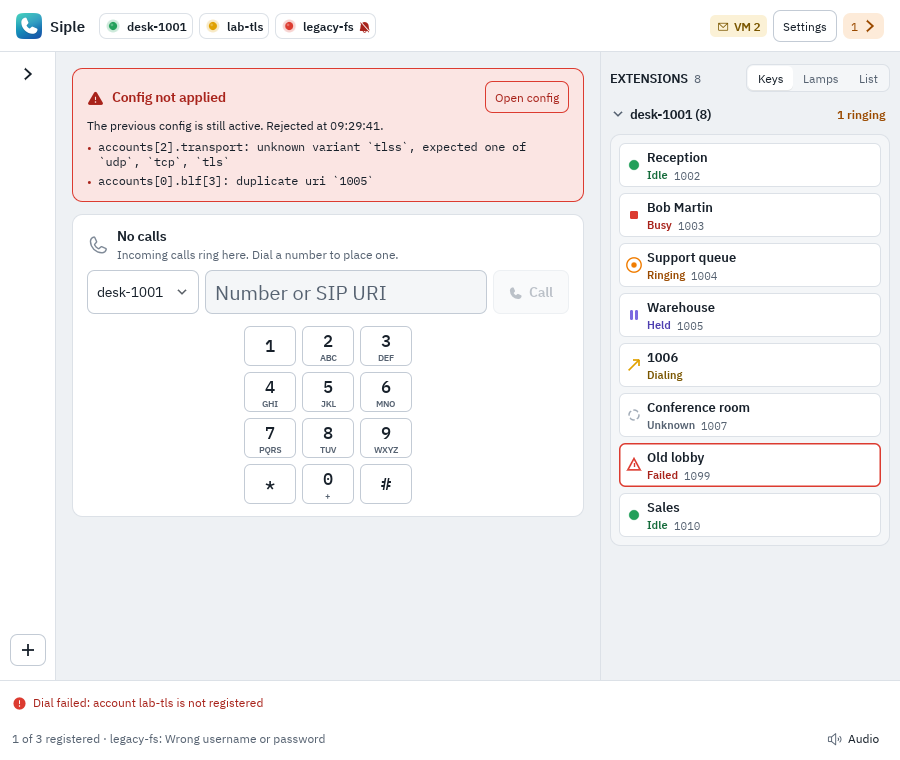 Siple
desk-1001
lab-tls
legacy-fs
VM 2
Settings
1
Config not applied
Open config
The previous config is still active. Rejected at 09:29:41.
• accounts[2].transport: unknown variant `tlss`, expected one of
`udp`, `tcp`, `tls`
• accounts[0].blf[3]: duplicate uri `1005`
No calls
Incoming calls ring here. Dial a number to place one.
desk-1001
Number or SIP URI
Call
1
2
ABC
3
DEF
4
GHI
5
JKL
6
MNO
7
PQRS
8
TUV
9
WXYZ
*
0
+
#
EXTENSIONS 8
Keys
Lamps
List
desk-1001 (8)
1 ringing
Reception
Idle 1002
Bob Martin
Busy 1003
Support queue
Ringing 1004
Warehouse
Held 1005
1006
Dialing
Conference room
Unknown 1007
Old lobby
Failed 1099
Sales
Idle 1010
Dial failed: account lab-tls is not registered
1 of 3 registered · legacy-fs: Wrong username or password
Audio